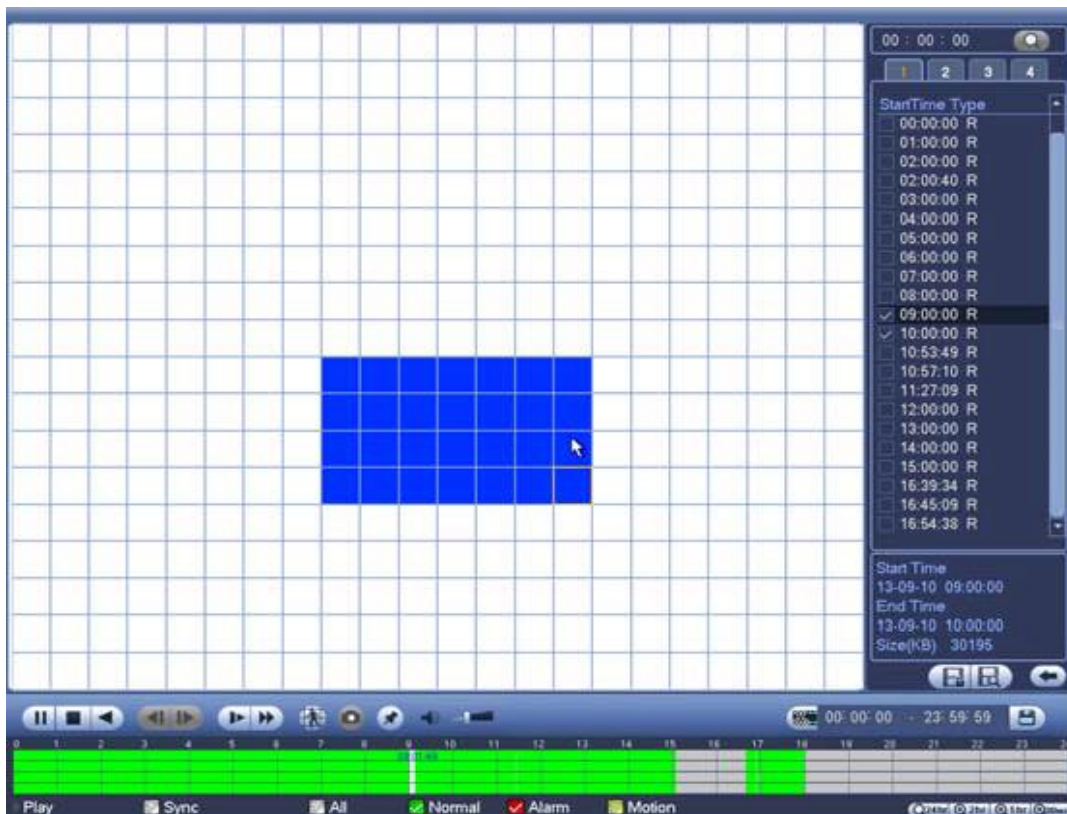 00 : 00 : 00
1 2 3 4
StartTime Type
00:00:00 R
01:00:00 R
02:00:00 R
02:00:40 R
03:00:00 R
04:00:00 R
05:00:00 R
06:00:00 R
07:00:00 R
08:00:00 R
09:00:00 R
10:00:00 R
10:53:49 R
10:57:10 R
11:27:09 R
12:00:00 R
13:00:00 R
14:00:00 R
15:00:00 R
16:39:34 R
16:45:09 R
16:54:38 R
Start Time
13-09-10 09:00:00
End Time
13-09-10 10:00:00
Size(KB) 30195
00: 00: 00 - 23: 59: 59
0 1 2 3 4 5 6 7 8 9 10 11 12 13 14 15 16 17 18 19 20 21 22 23
Play Sync All Normal Alarm Motion